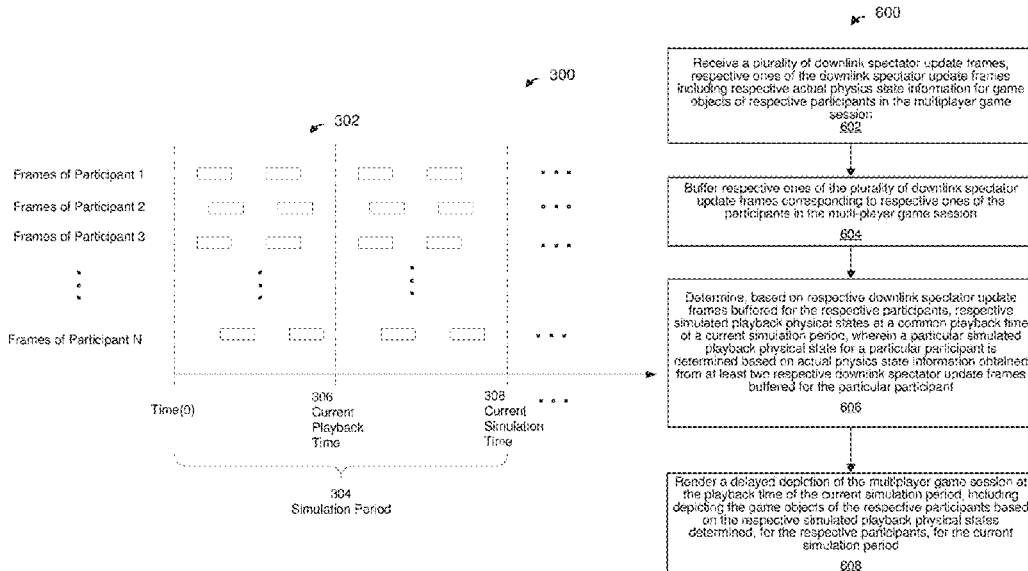 300
302
Frames of Participant 1
Frames of Participant 2
Frames of Participant 3
Frames of Participant N
Time(0)
306
Current
Playback
Time
308
Current
Simulation
Time
304
Simulation Period
600
Receive a plurality of downlink spectator update frames,
respective ones of the downlink spectator update frames
including respective actual physics state information for game
objects of respective participants in the multiplayer game
session
602
Buffer respective ones of the plurality of downlink spectator
update frames corresponding to respective ones of the
participants in the multi-player game session
604
Determine, based on respective downlink spectator update
frames buffered for the respective participants, respective
simulated playback physical states at a common playback time
of a current simulation period, wherein a particular simulated
playback physical state for a particular participant is
determined based on actual physics state information obtained
from at least two respective downlink spectator update frames
buffered for the particular participant
606
Render a delayed depiction of the multiplayer game session at
the playback time of the current simulation period, including
depicting the game objects of the respective participants based
on the respective simulated playback physical states
determined, for the respective participants, for the current
simulation period
608